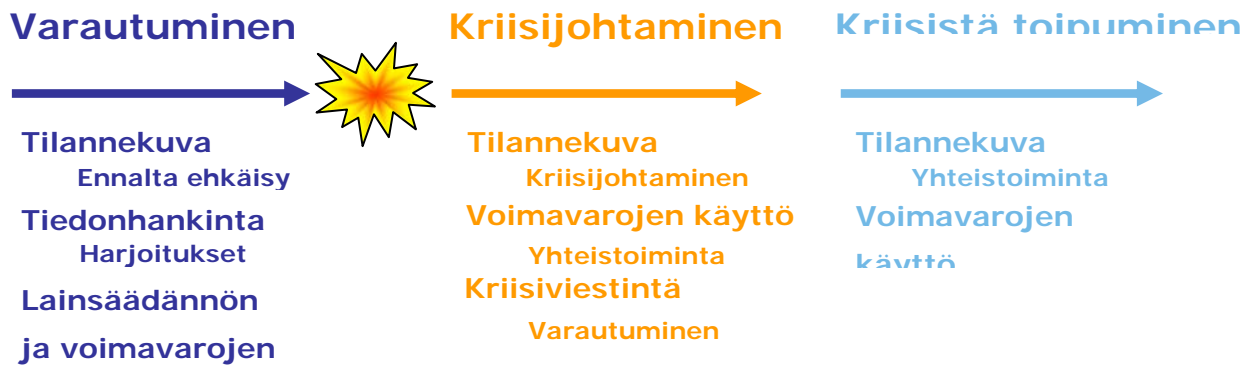 Varautuminen
Tilannekuva
Ennalta ehkäisy
Tiedonhankinta
Harjoitukset
Lainsäädännön
ja voimavarojen
Kriisijohtaminen
Tilannekuva
Kriisijohtaminen
Voimavarojen käyttö
Yhteistoiminta
Kriisiviestintä
Varautuminen
Kriisistä toipuminen
Tilannekuva
Yhteistoiminta
Voimavarojen
käyttö